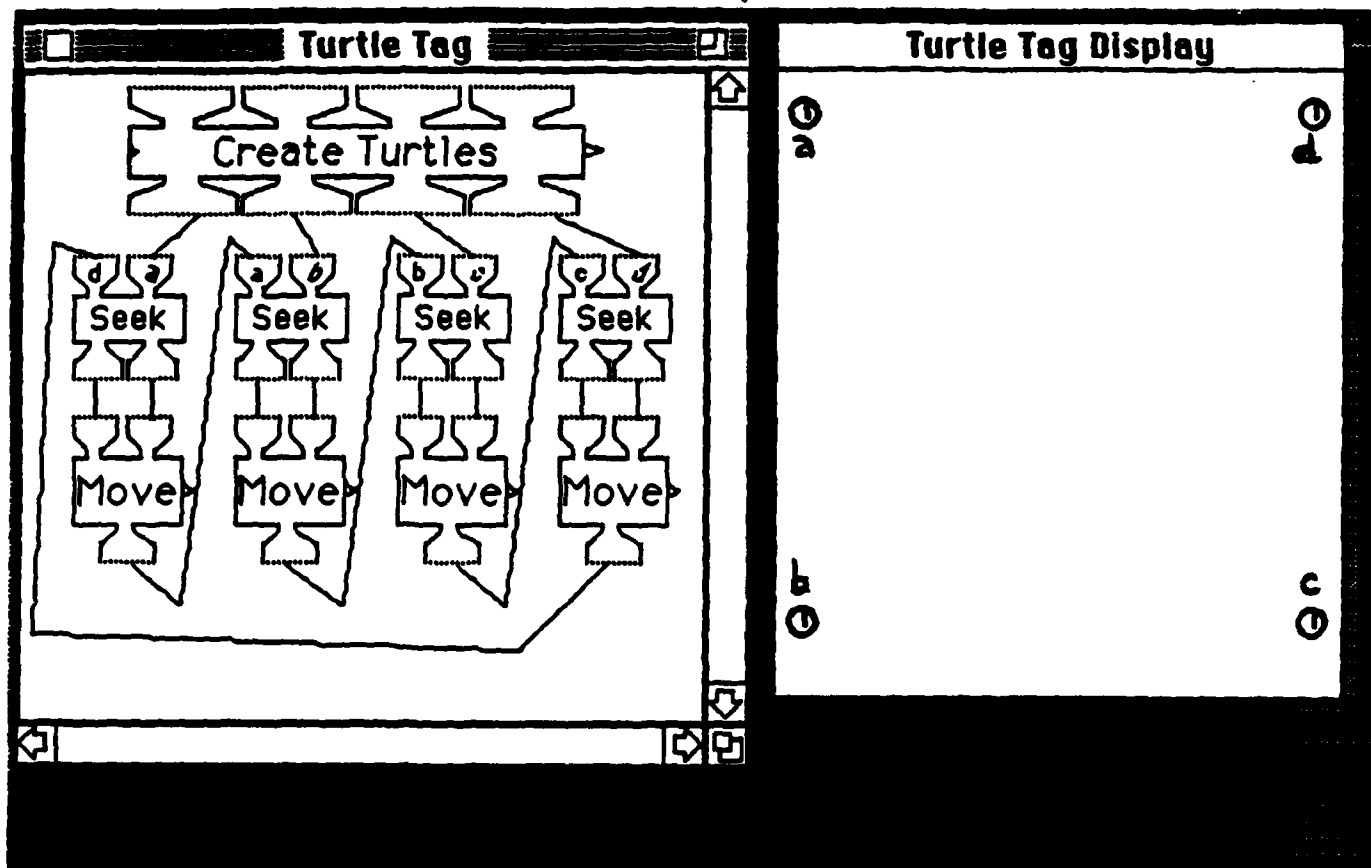 Turtle Tag
Create Turtles
d a a b b c c d
Seek Seek Seek Seek
Move Move Move Move
Turtle Tag Display
a d
b c